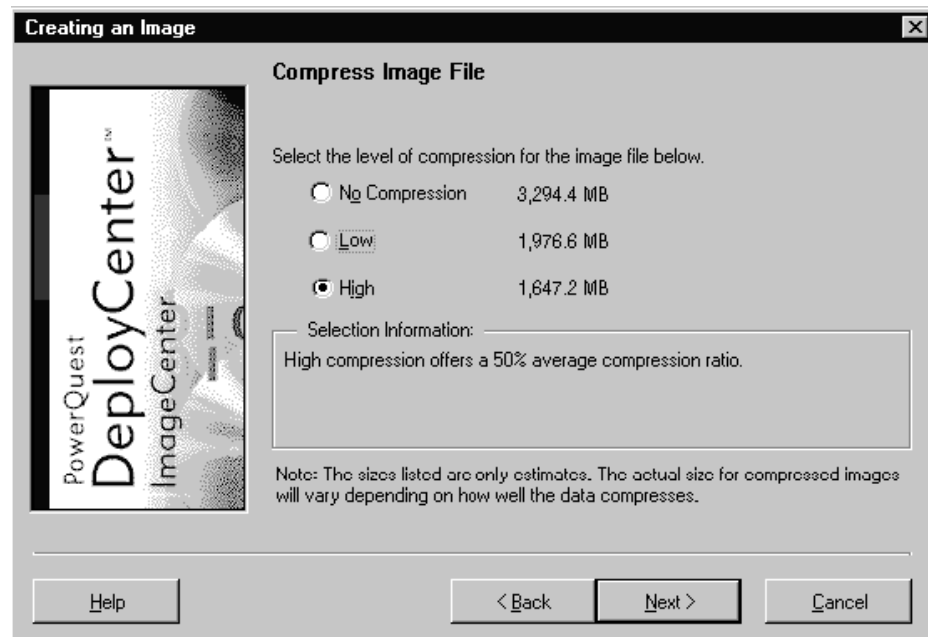 Creating an Image
PowerQuest
DeployCenter™
ImageCenter
Compress Image File
Select the level of compression for the image file below.
No Compression 3,294.4 MB
Low 1,976.6 MB
High 1,647.2 MB
Selection Information:
High compression offers a 50% average compression ratio.
Note: The sizes listed are only estimates. The actual size for compressed images
will vary depending on how well the data compresses.
Help
< Back
Next >
Cancel